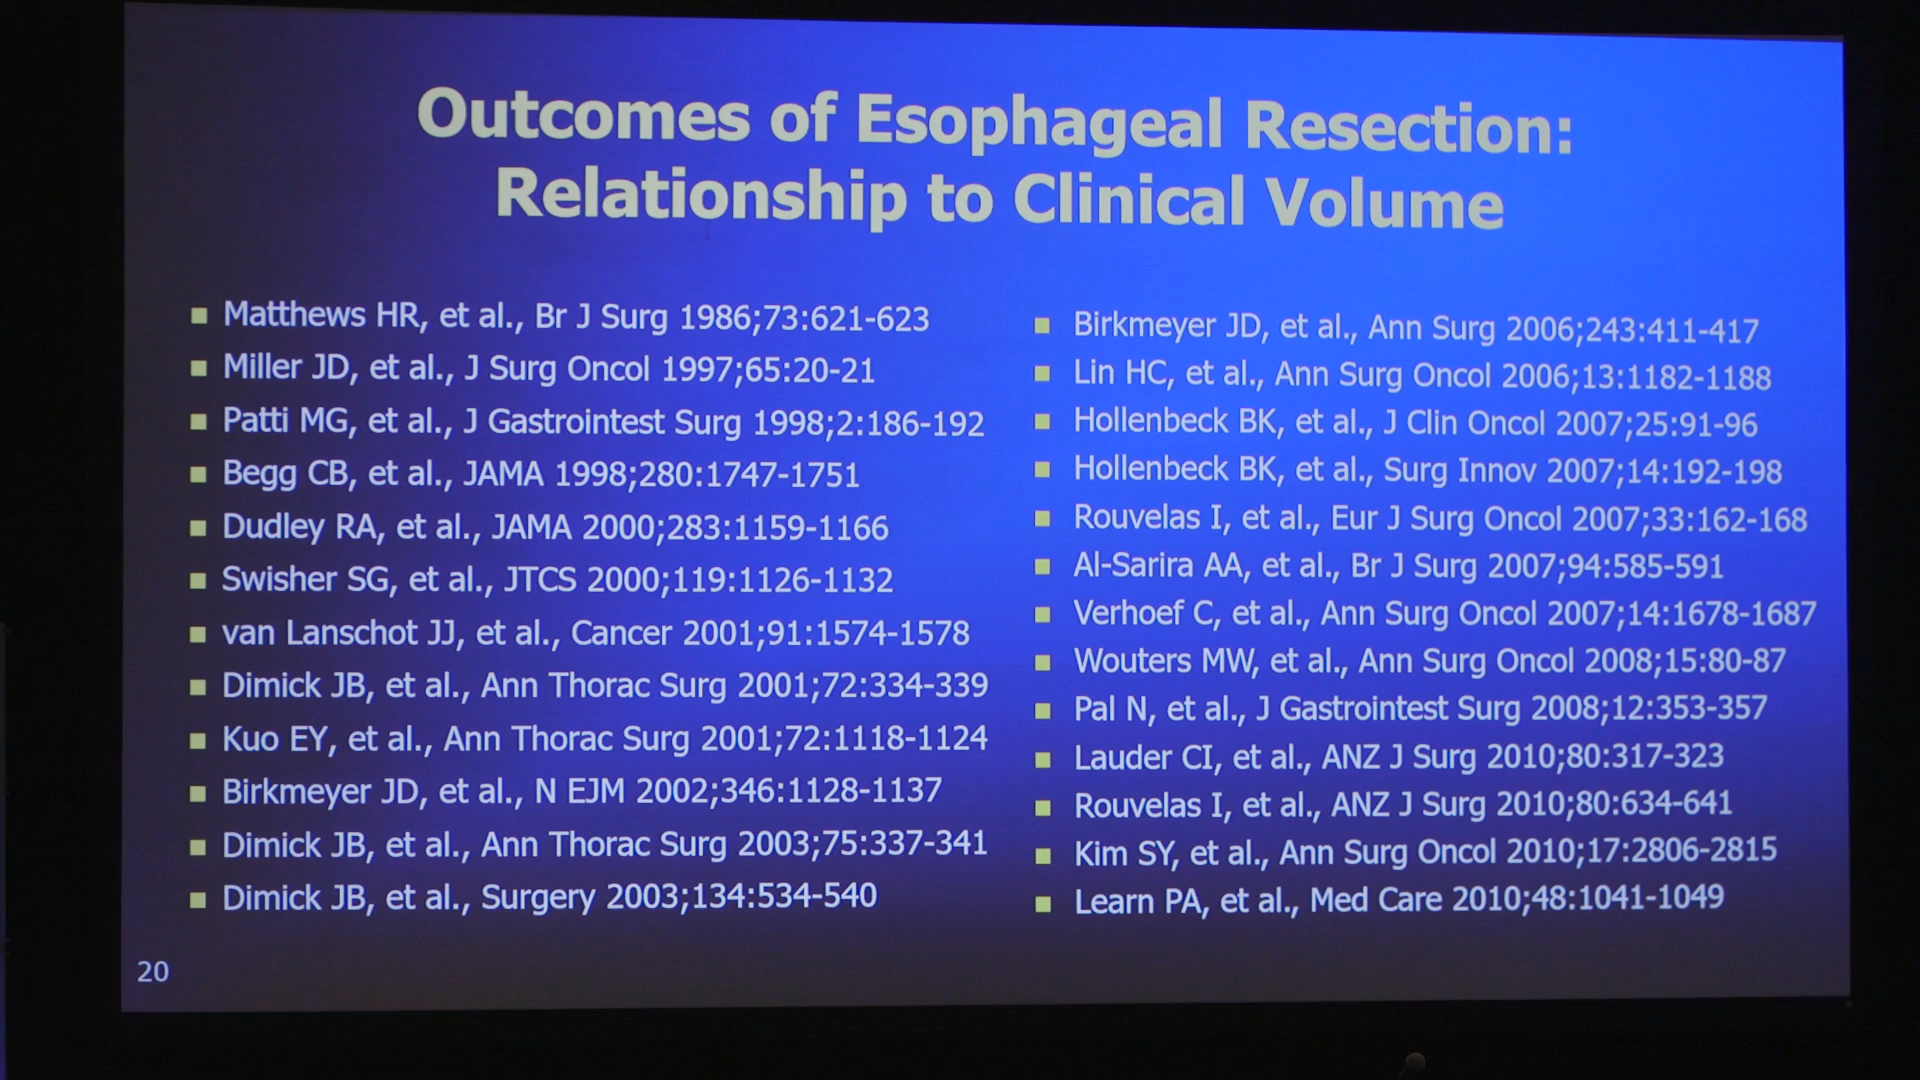 Outcomes of Esophageal Resection:
Relationship to Clinical Volume
Matthews HR, et al., Br J Surg 1986;73:621-623
Miller JD, et al., J Surg Oncol 1997;65:20-21
Patti MG, et al., J Gastrointest Surg 1998;2:186-192
Begg CB, et al., JAMA 1998;280:1747-1751
Dudley RA, et al., JAMA 2000;283:1159-1166
Swisher SG, et al., JTCS 2000;119:1126-1132
van Lanschot JJ, et al., Cancer 2001;91:1574-1578
Dimick JB, et al., Ann Thorac Surg 2001;72:334-339
Kuo EY, et al., Ann Thorac Surg 2001;72:1118-1124
Birkmeyer JD, et al., N EJM 2002;346:1128-1137
Dimick JB, et al., Ann Thorac Surg 2003;75:337-341
Dimick JB, et al., Surgery 2003;134:534-540
Birkmeyer JD, et al., Ann Surg 2006;243:411-417
Lin HC, et al., Ann Surg Oncol 2006;13:1182-1188
Hollenbeck BK, et al., J Clin Oncol 2007;25:91-96
Hollenbeck BK, et al., Surg Innov 2007;14:192-198
Rouvelas I, et al., Eur J Surg Oncol 2007;33:162-168
Al-Sarira AA, et al., Br J Surg 2007;94:585-591
Verhoef C, et al., Ann Surg Oncol 2007;14:1678-1687
Wouters MW, et al., Ann Surg Oncol 2008;15:80-87
Pal N, et al., J Gastrointest Surg 2008;12:353-357
Lauder CI, et al., ANZ J Surg 2010;80:317-323
Rouvelas I, et al., ANZ J Surg 2010;80:634-641
Kim SY, et al., Ann Surg Oncol 2010;17:2806-2815
Learn PA, et al., Med Care 2010;48:1041-1049
20